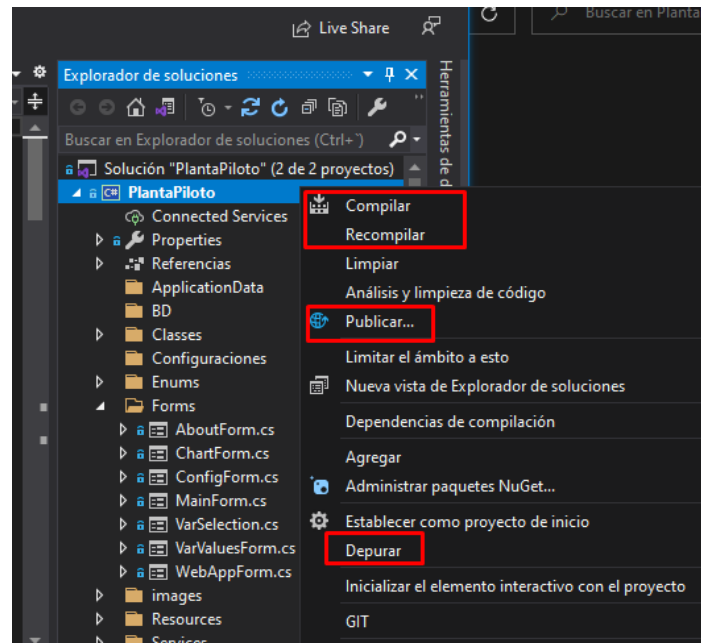 Live Share
Buscar en Planta
Explorador de soluciones
Herramientas de d
Buscar en Explorador de soluciones (Ctrl+`)
Solución "PlantaPiloto" (2 de 2 proyectos)
C# PlantaPiloto
Connected Services
Properties
Referencias
ApplicationData
BD
Classes
Configuraciones
Enums
Forms
AboutForm.cs
ChartForm.cs
ConfigForm.cs
MainForm.cs
VarSelection.cs
VarValuesForm.cs
WebAppForm.cs
images
Resources
Services
Compilar
Recompilar
Limpiar
Análisis y limpieza de código
Publicar...
Limitar el ámbito a esto
Nueva vista de Explorador de soluciones
Dependencias de compilación
Agregar
Administrar paquetes NuGet...
Establecer como proyecto de inicio
Depurar
Inicializar el elemento interactivo con el proyecto
GIT